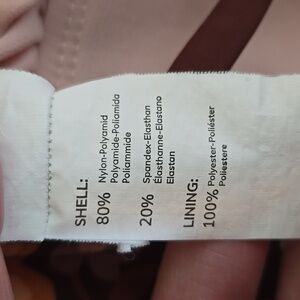 SHELL:
80% Nylon-Polyamid
Polyamide-Poliamida
Poliammide
20% Spandex-Elasthan
Élasthanne-Elastano
Elastan
LINING:
100% Polyester-Poliéster
Poliestere